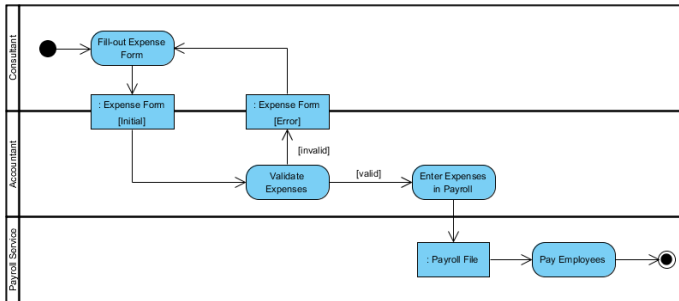 Consultant
Fill-out Expense
Form
: Expense Form
[Initial]
: Expense Form
[Error]
Accountant
[invalid]
Validate
Expenses
[valid]
Enter Expenses
in Payroll
Payroll Service
: Payroll File
Pay Employees